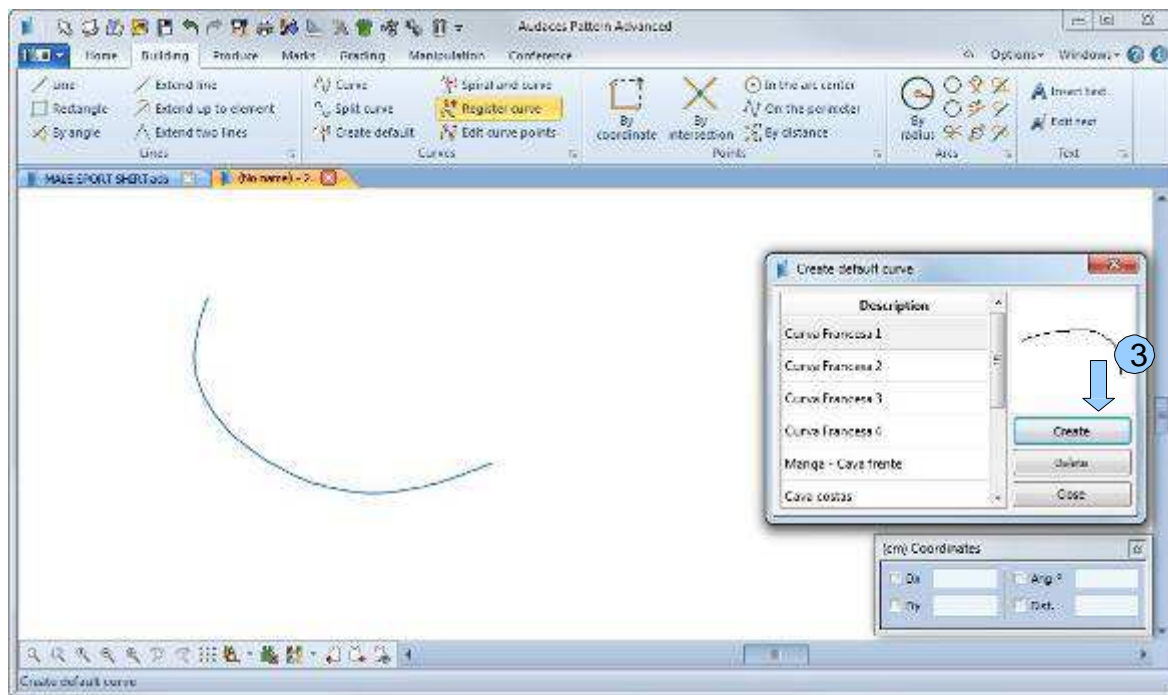 Audaces Pattern Advanced
Home Building Produce Marks Grading Manipulation Conference Options Windows
Line Extend line Curve Spiral and curve In the arc center Insert text
Rectangle Extend up to element Split curve Register curve On the perimeter Edit text
By angle Extend two lines Create default Edit curve points By coordinate By intersection By distance By radius
Lines Curves Points Arcs Text
MALE SPORT SHIRT.ads (No name) - 2
Create default curve
Description
Curva Francesa 1
Curva Francesa 2
3
Curva Francesa 3
Curva Francesa 4 Create
Manga - Cava frente Delete
Cava costas Close
(cm) Coordinates
Dx Ang º
Dy Dist.
Create default curve